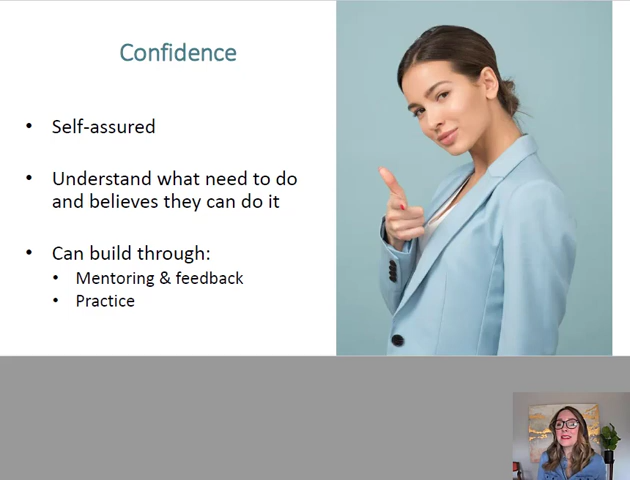 Confidence
• Self-assured
• Understand what need to do
and believes they can do it
• Can build through:
• Mentoring & feedback
• Practice